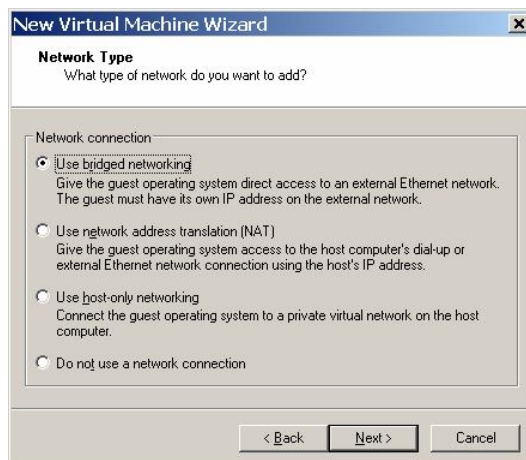 New Virtual Machine Wizard
Network Type
What type of network do you want to add?
Network connection
Use bridged networking
Give the guest operating system direct access to an external Ethernet network.
The guest must have its own IP address on the external network.
Use network address translation (NAT)
Give the guest operating system access to the host computer's dial-up or
external Ethernet network connection using the host's IP address.
Use host-only networking
Connect the guest operating system to a private virtual network on the host
computer.
Do not use a network connection
< Back
Next >
Cancel